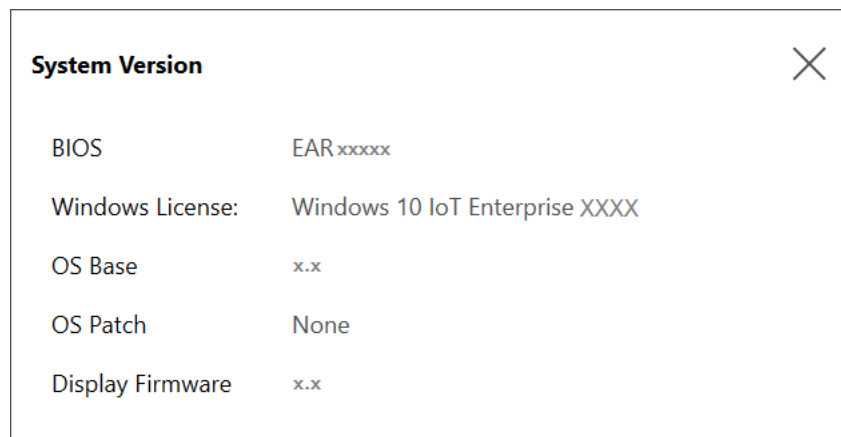 System Version
BIOS EAR xxxxx
Windows License: Windows 10 IoT Enterprise XXXX
OS Base x.x
OS Patch None
Display Firmware x.x